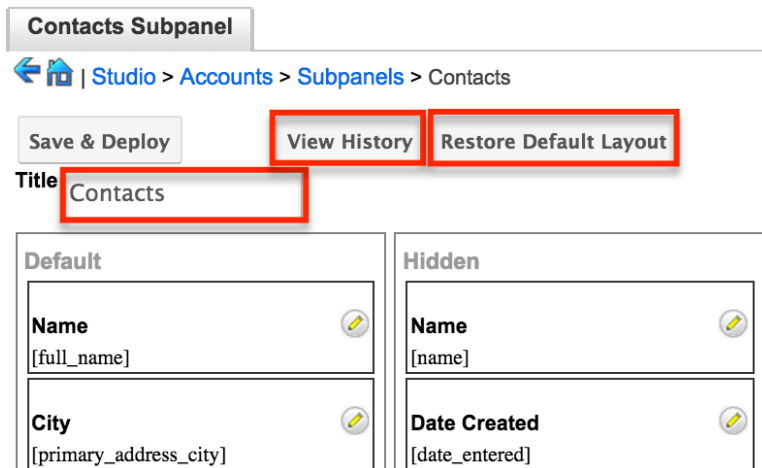 Contacts Subpanel
| Studio > Accounts > Subpanels > Contacts
Save & Deploy View History Restore Default Layout
Title Contacts
Default Hidden
Name Name
[full_name] [name]
City Date Created
[primary_address_city] [date_entered]